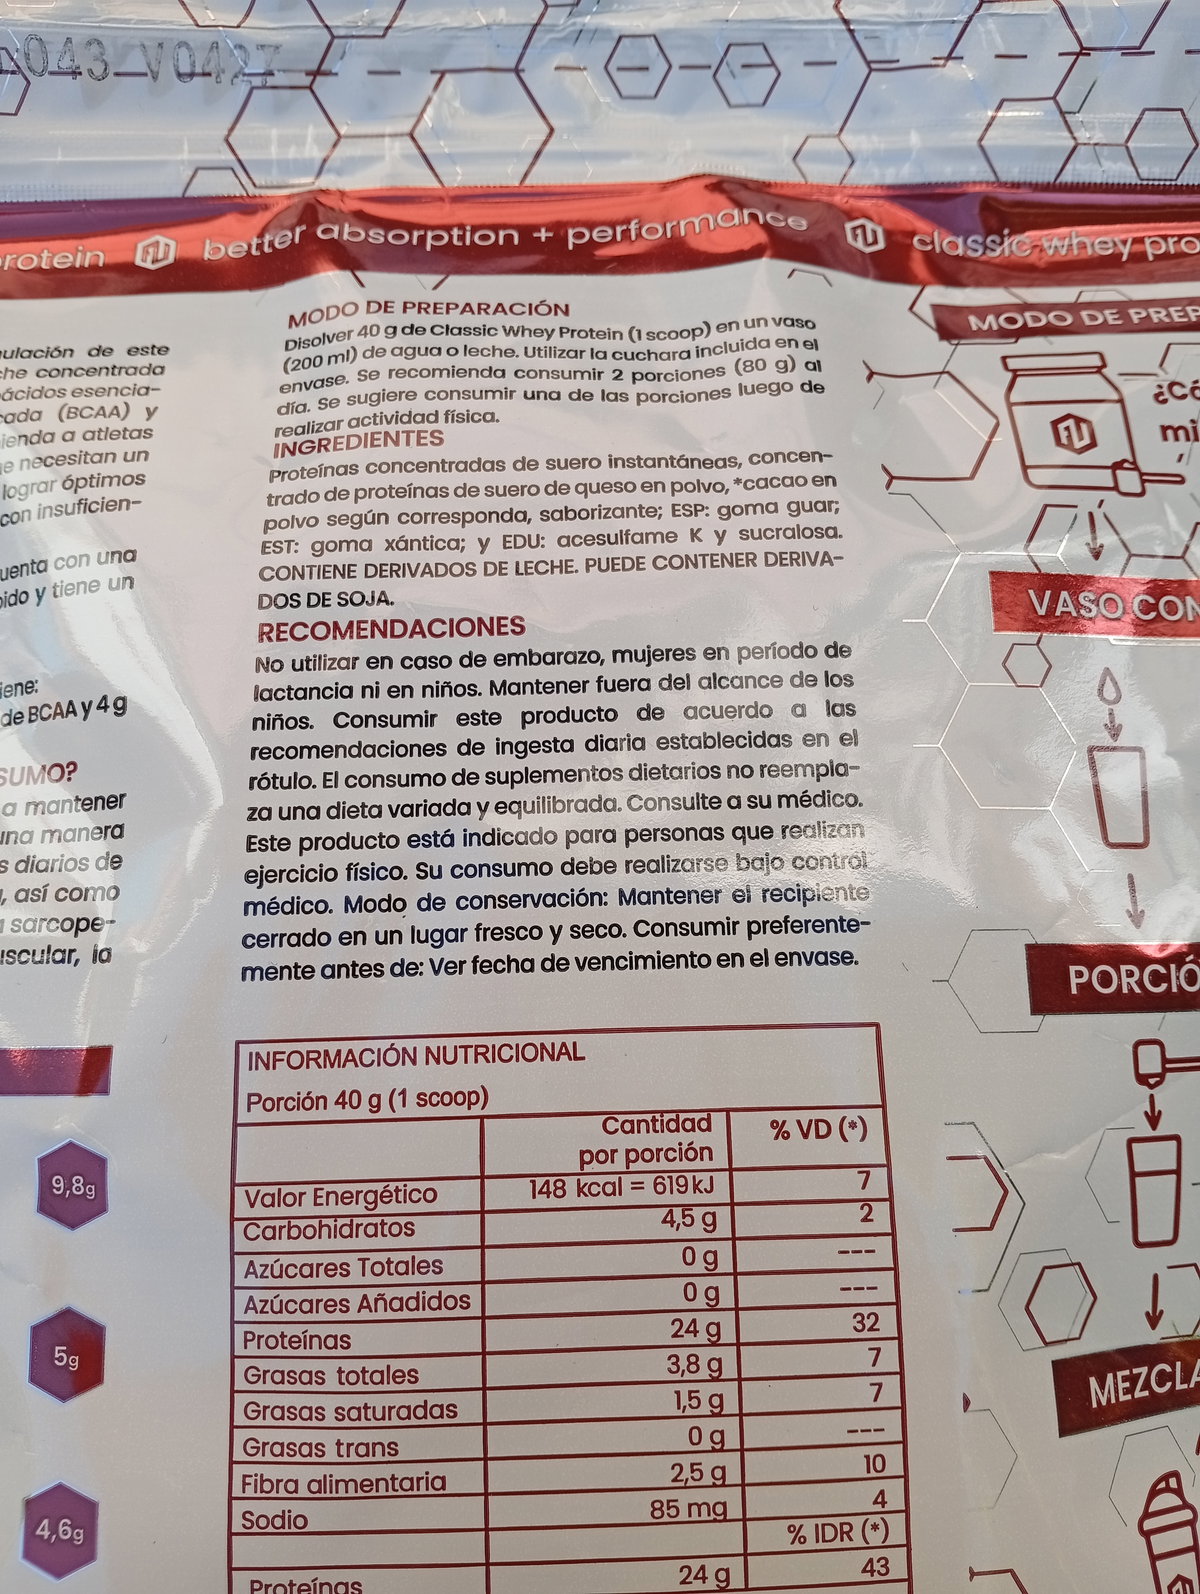 043 V042
rotein FU better absorption + performance FU classic whey pro
ulación de este
che concentrada
ácidos esencia-
cada (BCAA) y
ienda a atletas
e necesitan un
lograr óptimos
con insuficien-
uenta con una
ido y tiene un
iene:
de BCAA y 4 g
SUMO?
a mantener
una manera
s diarios de
, así como
a sarcope-
uscular, la
9,8g
5g
4,6g
MODO DE PREPARACIÓN
Disolver 40 g de Classic Whey Protein (1 scoop) en un vaso
(200 ml) de agua o leche. Utilizar la cuchara incluida en el
envase. Se recomienda consumir 2 porciones (80 g) al
día. Se sugiere consumir una de las porciones luego de
realizar actividad física.
INGREDIENTES
Proteínas concentradas de suero instantáneas, concen-
trado de proteínas de suero de queso en polvo, *cacao en
polvo según corresponda, saborizante; ESP: goma guar;
EST: goma xántica; y EDU: acesulfame K y sucralosa.
CONTIENE DERIVADOS DE LECHE. PUEDE CONTENER DERIVA-
DOS DE SOJA.
RECOMENDACIONES
No utilizar en caso de embarazo, mujeres en período de
lactancia ni en niños. Mantener fuera del alcance de los
niños. Consumir este producto de acuerdo a las
recomendaciones de ingesta diaria establecidas en el
rótulo. El consumo de suplementos dietarios no reempla-
za una dieta variada y equilibrada. Consulte a su médico.
Este producto está indicado para personas que realizan
ejercicio físico. Su consumo debe realizarse bajo control
médico. Modo de conservación: Mantener el recipiente
cerrado en un lugar fresco y seco. Consumir preferente-
mente antes de: Ver fecha de vencimiento en el envase.
INFORMACIÓN NUTRICIONAL
Porción 40 g (1 scoop)
Cantidad
por porción % VD (*)
Valor Energético 148 kcal = 619 kJ 7
Carbohidratos 4,5 g 2
Azúcares Totales 0 g ---
Azúcares Añadidos 0 g ---
Proteínas 24 g 32
Grasas totales 3,8 g 7
Grasas saturadas 1,5 g 7
Grasas trans 0 g ---
Fibra alimentaria 2,5 g 10
Sodio 85 mg 4
% IDR (*)
Proteínas 24 g 43
MODO DE PREP
¿Có
mi
FU
VASO CON
PORCIÓ
MEZCLA
FU